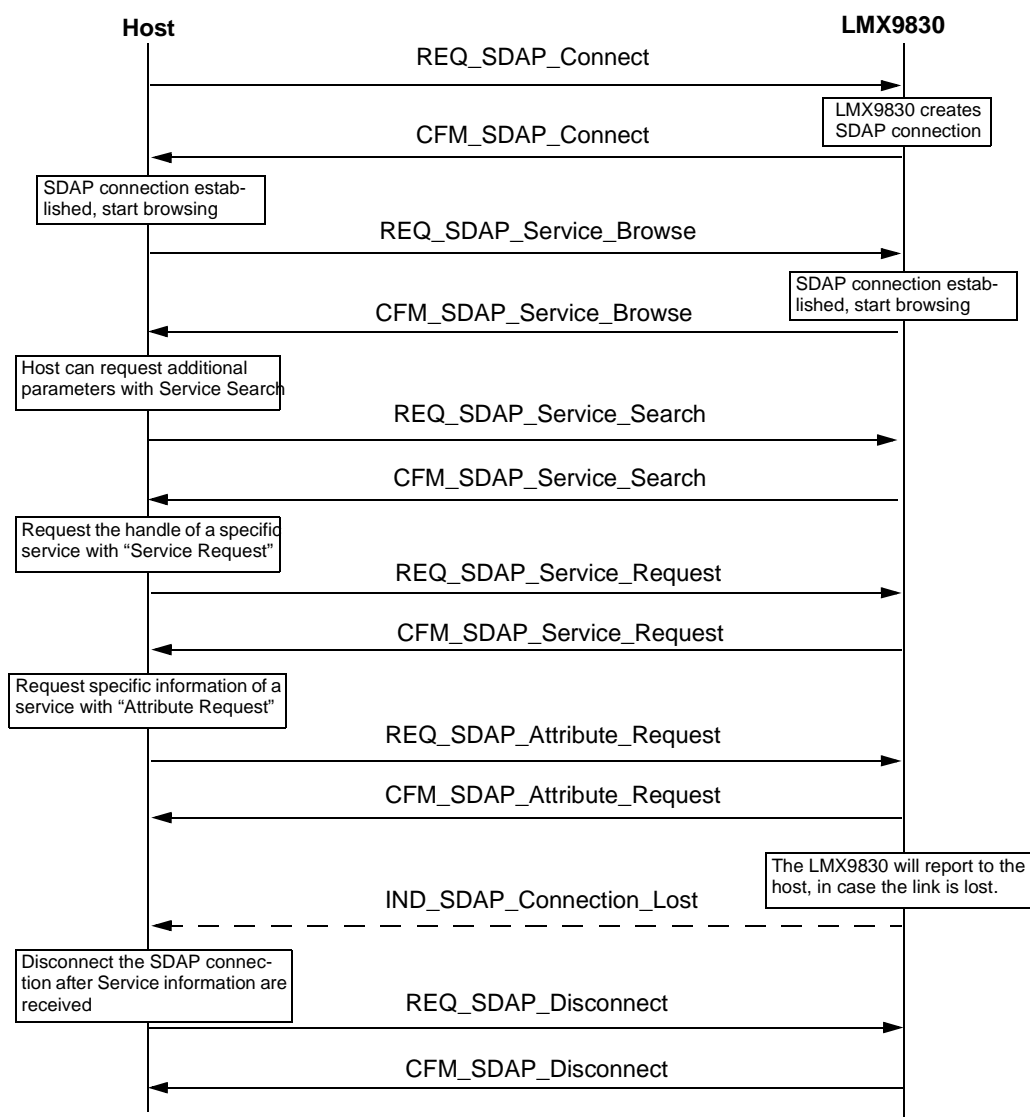 Host
LMX9830
REQ_SDAP_Connect
LMX9830 creates
SDAP connection
CFM_SDAP_Connect
SDAP connection estab-
lished, start browsing
REQ_SDAP_Service_Browse
SDAP connection estab-
lished, start browsing
CFM_SDAP_Service_Browse
Host can request additional
parameters with Service Search
REQ_SDAP_Service_Search
CFM_SDAP_Service_Search
Request the handle of a specific
service with “Service Request”
REQ_SDAP_Service_Request
CFM_SDAP_Service_Request
Request specific information of a
service with “Attribute Request”
REQ_SDAP_Attribute_Request
CFM_SDAP_Attribute_Request
The LMX9830 will report to the
host, in case the link is lost.
IND_SDAP_Connection_Lost
Disconnect the SDAP connec-
tion after Service information are
received
REQ_SDAP_Disconnect
CFM_SDAP_Disconnect